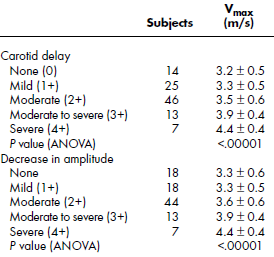 Vmax
Subjects (m/s)
Carotid delay
None (0) 14 3.2 ± 0.5
Mild (1+) 25 3.3 ± 0.5
Moderate (2+) 46 3.5 ± 0.6
Moderate to severe (3+) 13 3.9 ± 0.4
Severe (4+) 7 4.4 ± 0.4
P value (ANOVA) <.00001
Decrease in amplitude
None 18 3.3 ± 0.6
Mild (1+) 18 3.3 ± 0.5
Moderate (2+) 44 3.6 ± 0.6
Moderate to severe (3+) 13 3.9 ± 0.4
Severe (4+) 7 4.4 ± 0.4
P value (ANOVA) <.00001